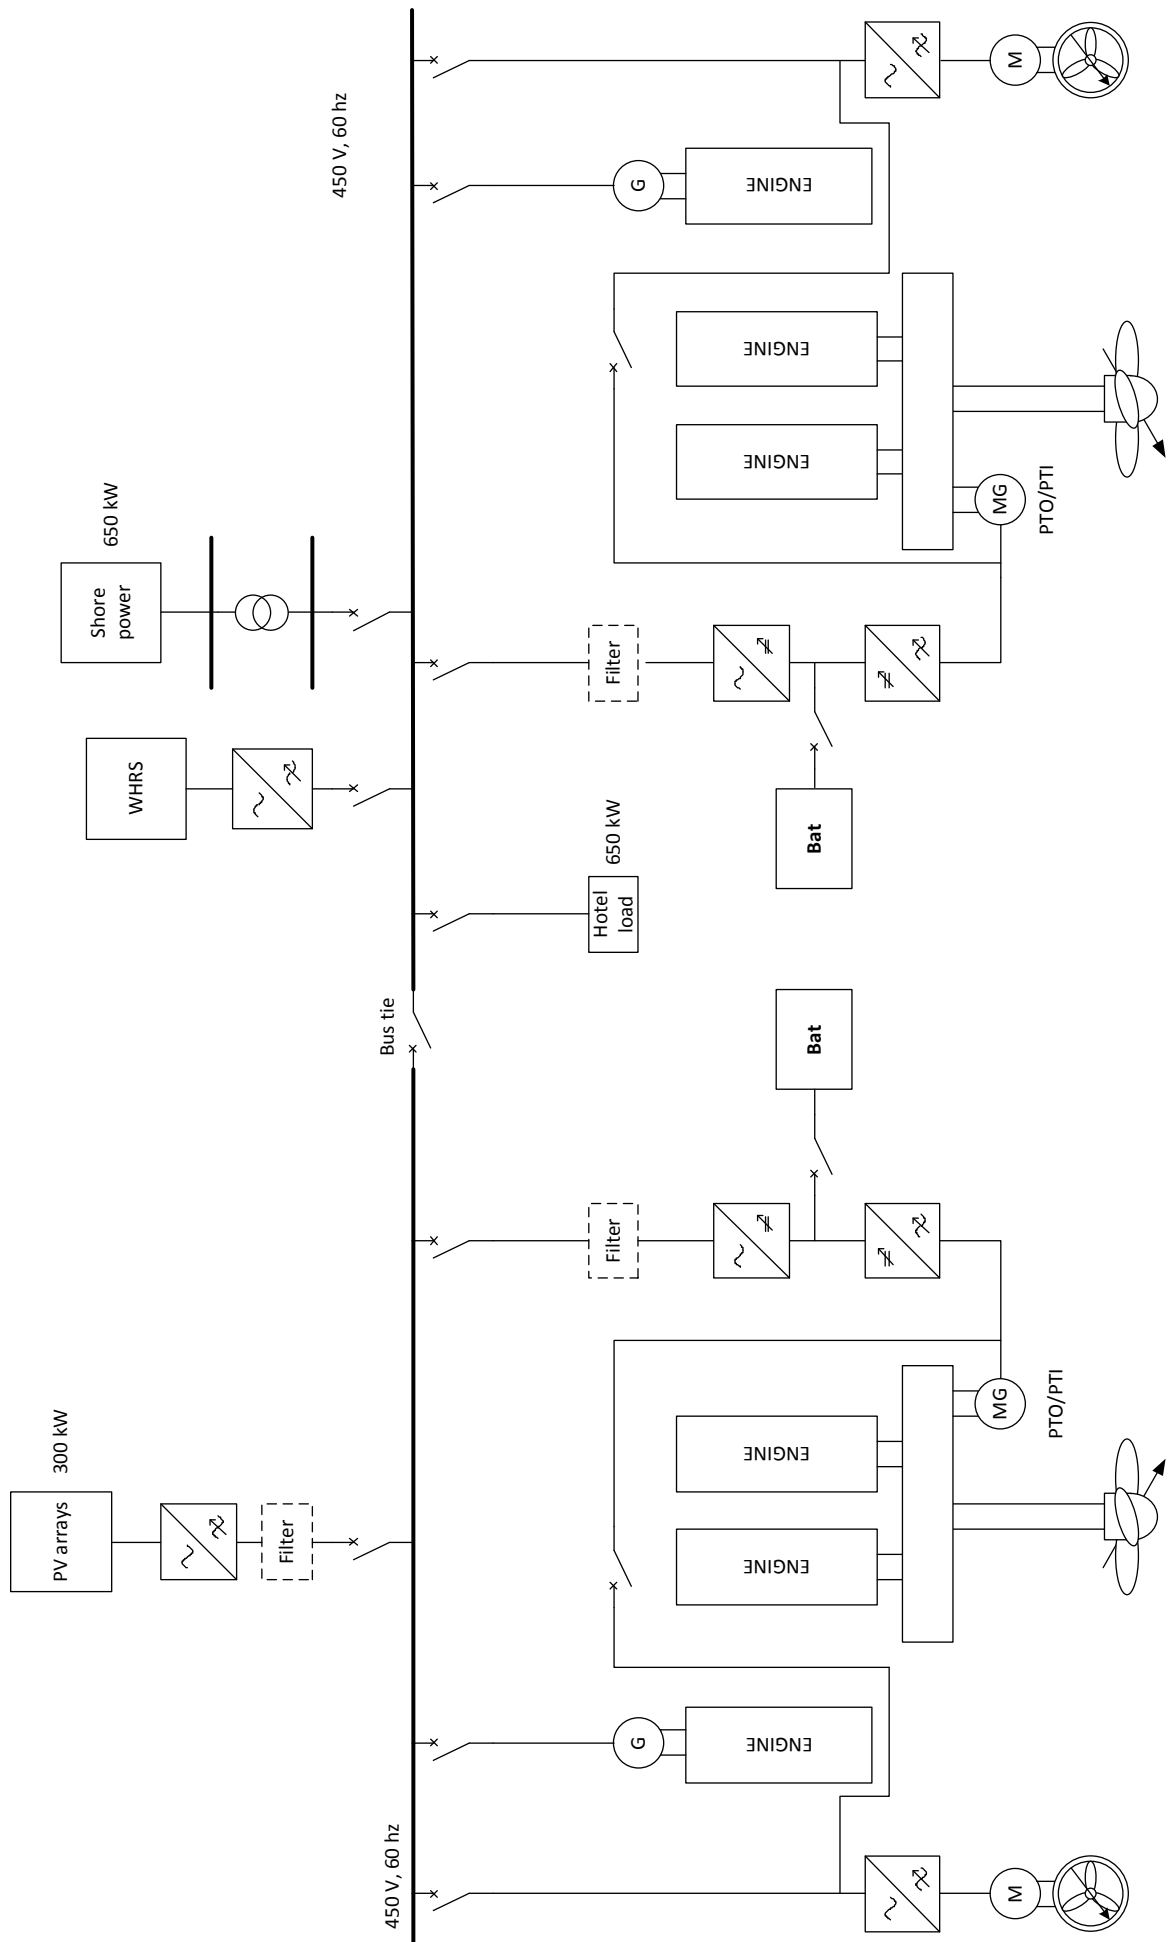 PV arrays
300 kW
Shore
power
650 kW
WHRS
Filter
450 V, 60 hz
Bus tie
450 V, 60 hz
Filter
Hotel
load
650 kW
Filter
G
G
ENGINE
ENGINE
ENGINE
ENGINE
ENGINE
ENGINE
Bat
Bat
M
MG
MG
M
PTO/PTI
PTO/PTI